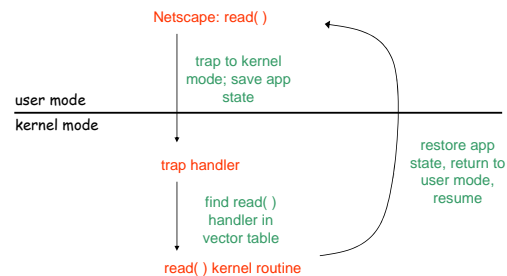 Netscape: read( )
trap to kernel
mode; save app
state
user mode
kernel mode
trap handler
restore app
state, return to
user mode,
resume
find read( )
handler in
vector table
read( ) kernel routine